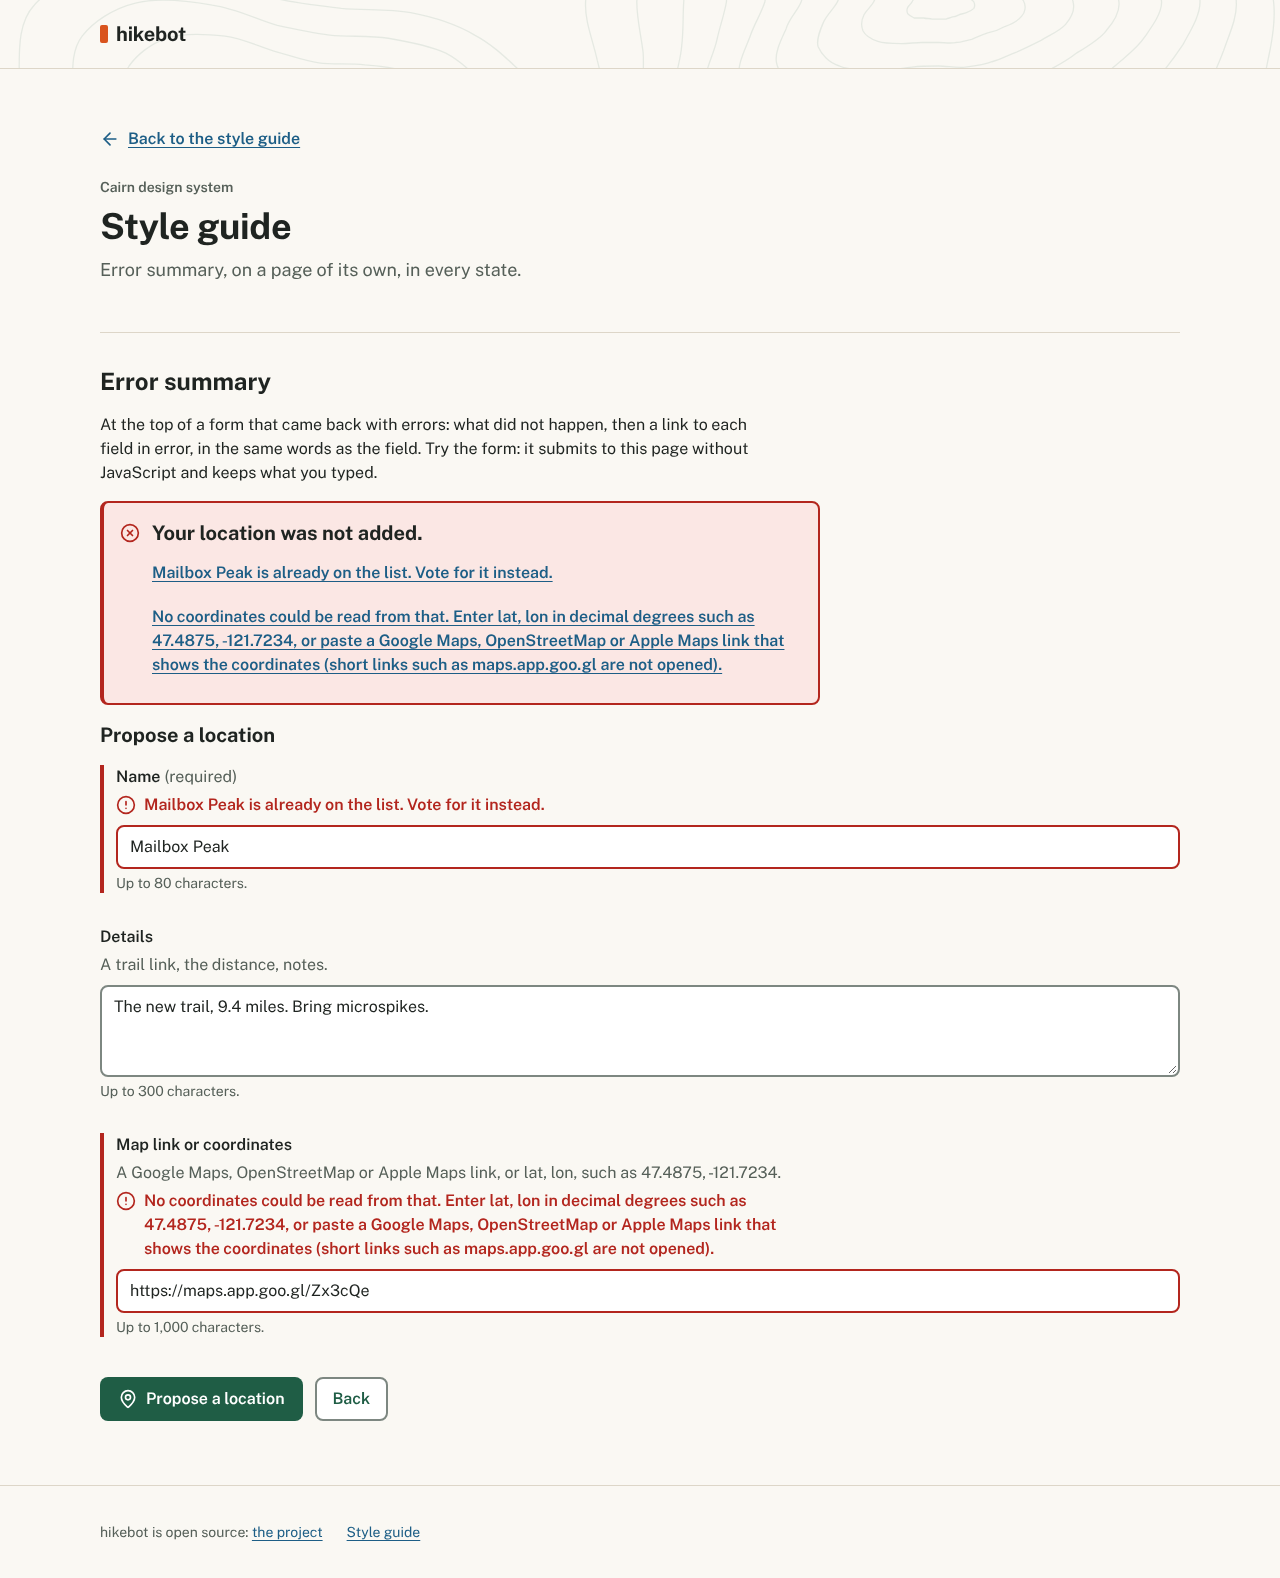 hikebot
Back to the style guide
Cairn design system
Style guide
Error summary, on a page of its own, in every state.
Error summary
At the top of a form that came back with errors: what did not happen, then a link to each
field in error, in the same words as the field. Try the form: it submits to this page without
JavaScript and keeps what you typed.
Your location was not added.
Mailbox Peak is already on the list. Vote for it instead.
No coordinates could be read from that. Enter lat, lon in decimal degrees such as
47.4875, -121.7234, or paste a Google Maps, OpenStreetMap or Apple Maps link that
shows the coordinates (short links such as maps.app.goo.gl are not opened).
Propose a location
Name (required)
Mailbox Peak is already on the list. Vote for it instead.
Mailbox Peak
Up to 80 characters.
Details
A trail link, the distance, notes.
The new trail, 9.4 miles. Bring microspikes.
Up to 300 characters.
Map link or coordinates
A Google Maps, OpenStreetMap or Apple Maps link, or lat, lon, such as 47.4875, -121.7234.
No coordinates could be read from that. Enter lat, lon in decimal degrees such as
47.4875, -121.7234, or paste a Google Maps, OpenStreetMap or Apple Maps link that
shows the coordinates (short links such as maps.app.goo.gl are not opened).
https://maps.app.goo.gl/Zx3cQe
Up to 1,000 characters.
Propose a location
Back
hikebot is open source: the project
Style guide